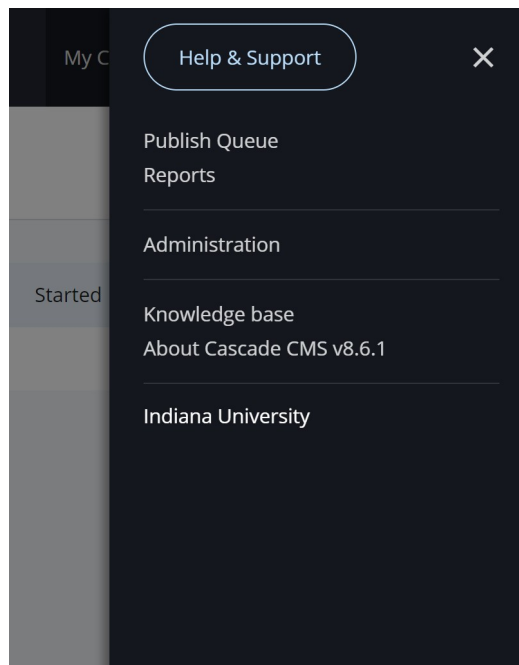 My C
Help & Support
Publish Queue
Reports
Administration
Started
Knowledge base
About Cascade CMS v8.6.1
Indiana University